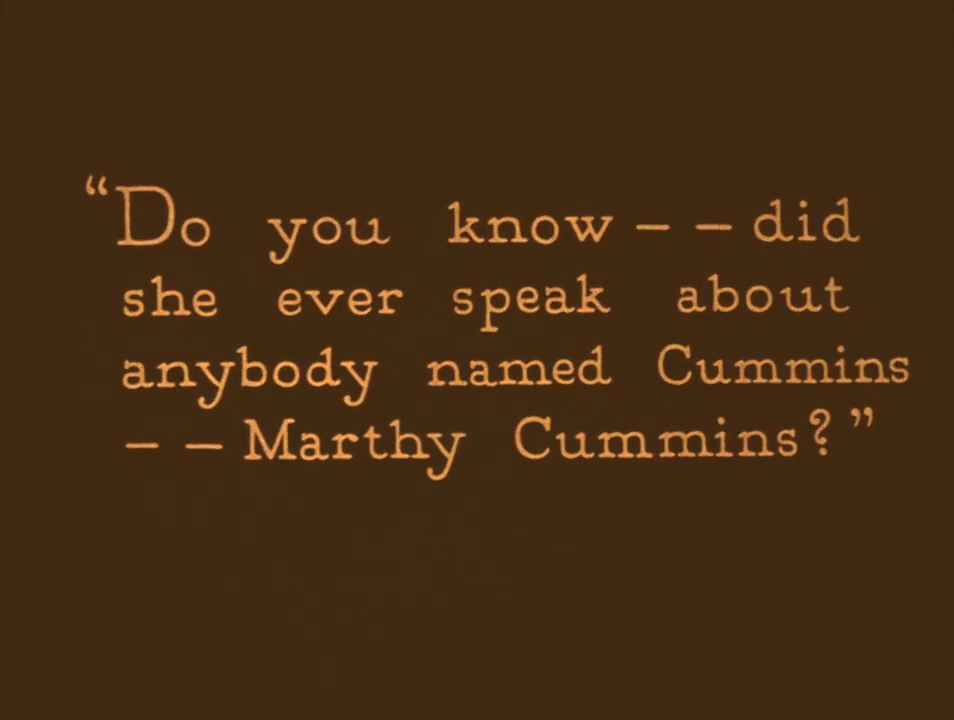 “Do you know -- did
she ever speak about
anybody named Cummins
-- Marthy Cummins?”